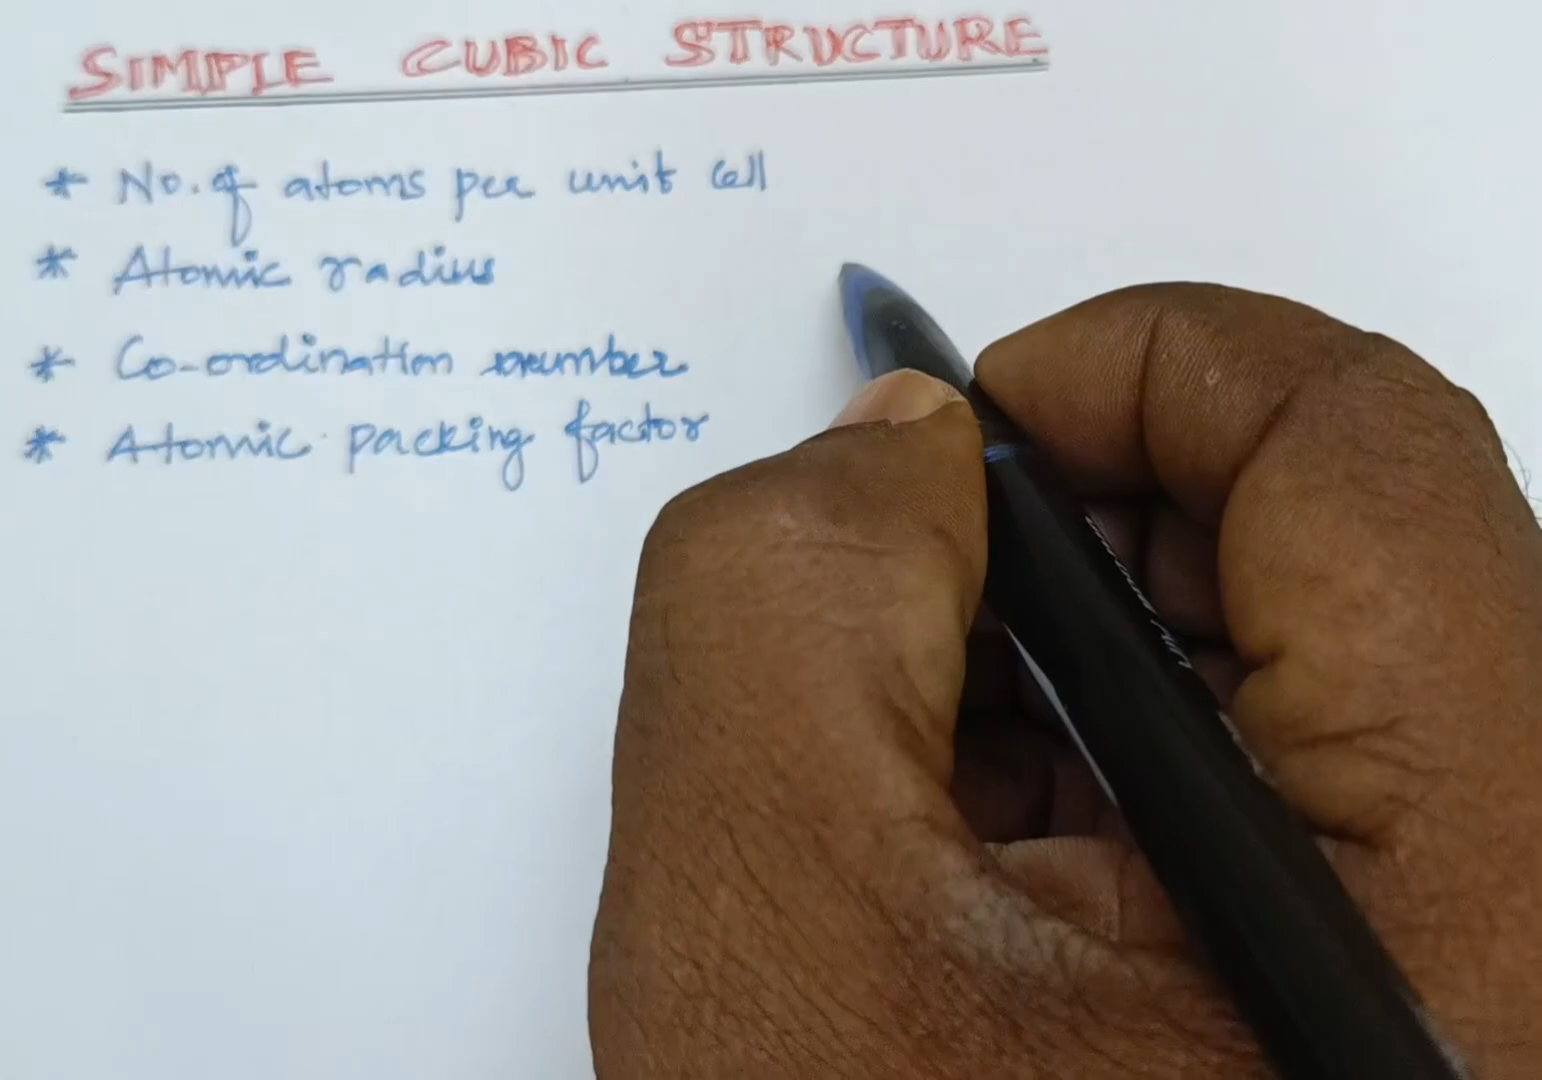 SIMPLE CUBIC STRUCTURE
* No. of atoms per unit cell
* Atomic radius
* Co-ordination number
* Atomic packing factor